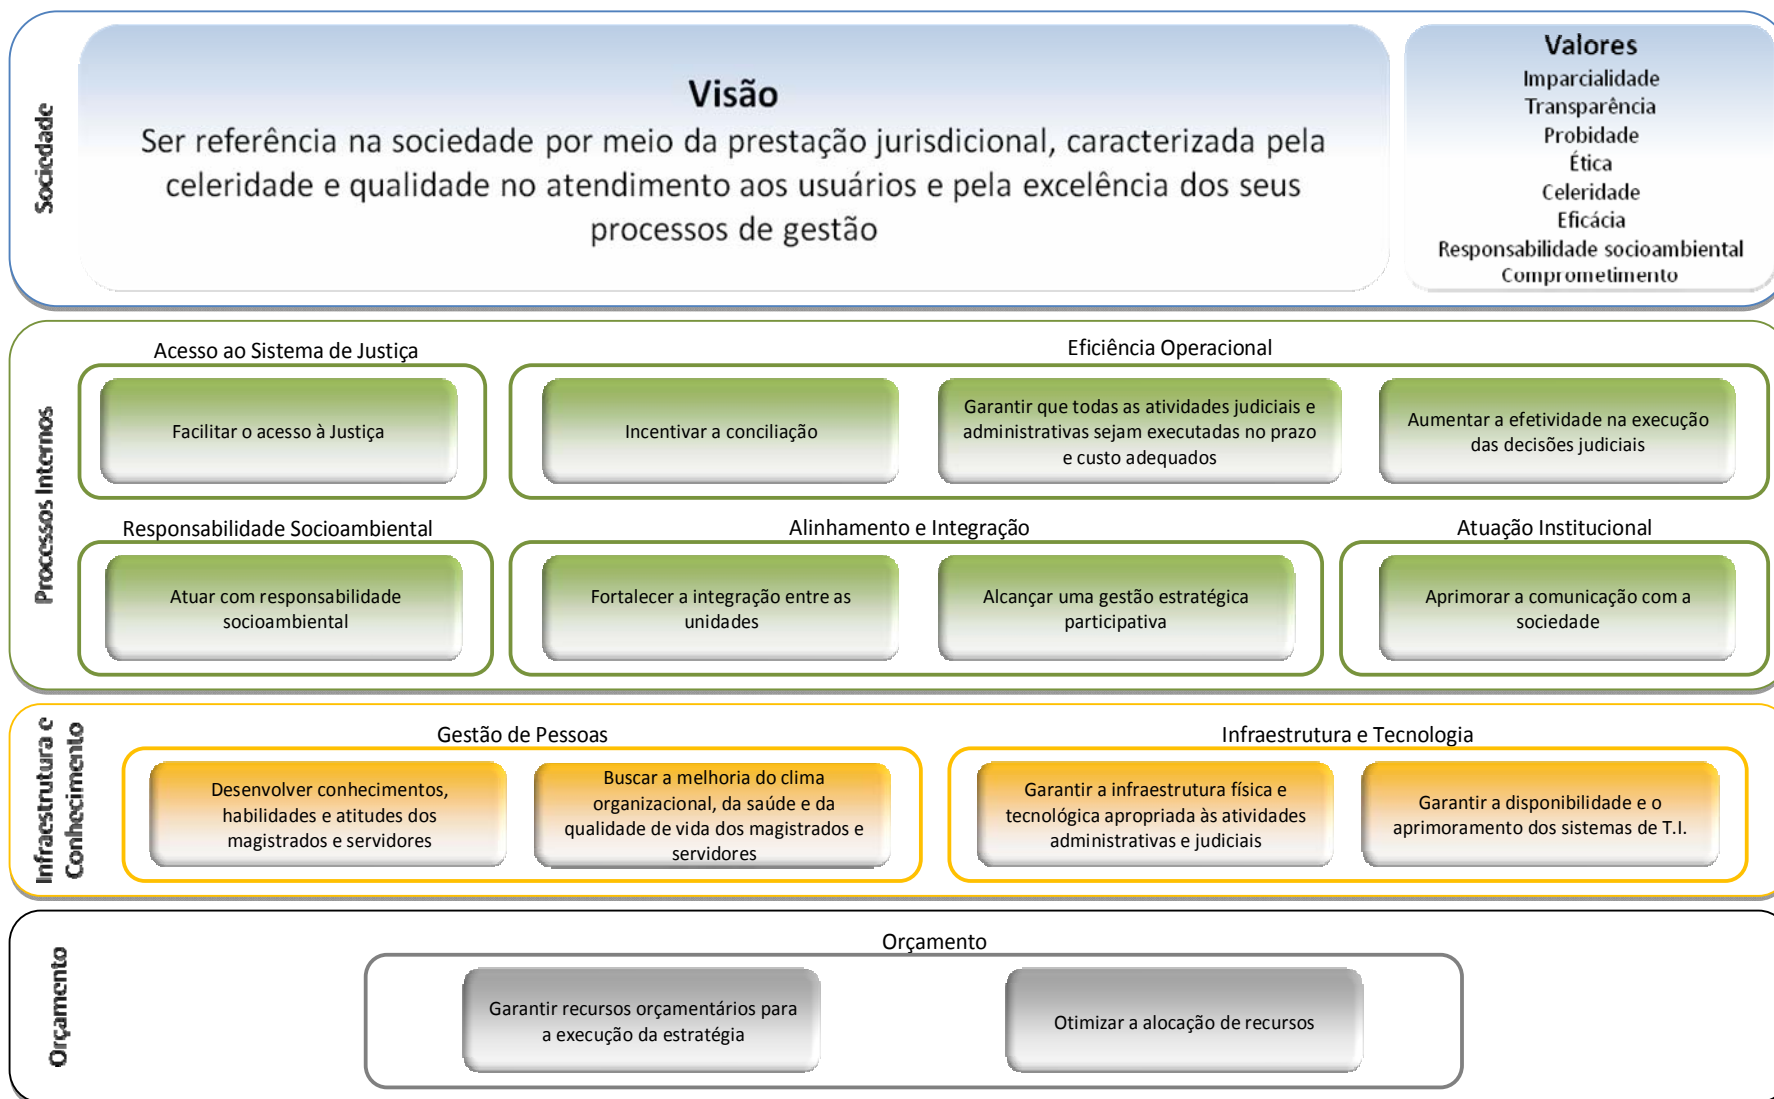 Sociedade
Visão
Ser referência na sociedade por meio da prestação jurisdicional, caracterizada pela
celeridade e qualidade no atendimento aos usuários e pela excelência dos seus
processos de gestão
Valores
Imparcialidade
Transparência
Probidade
Ética
Celeridade
Eficácia
Responsabilidade socioambiental
Comprometimento
Processos Internos
Acesso ao Sistema de Justiça
Facilitar o acesso à Justiça
Eficiência Operacional
Incentivar a conciliação
Garantir que todas as atividades judiciais e
administrativas sejam executadas no prazo
e custo adequados
Aumentar a efetividade na execução
das decisões judiciais
Responsabilidade Socioambiental
Atuar com responsabilidade
socioambiental
Alinhamento e Integração
Fortalecer a integração entre as
unidades
Alcançar uma gestão estratégica
participativa
Atuação Institucional
Aprimorar a comunicação com a
sociedade
Infraestrutura e
Conhecimento
Gestão de Pessoas
Desenvolver conhecimentos,
habilidades e atitudes dos
magistrados e servidores
Buscar a melhoria do clima
organizacional, da saúde e da
qualidade de vida dos magistrados e
servidores
Infraestrutura e Tecnologia
Garantir a infraestrutura física e
tecnológica apropriada às atividades
administrativas e judiciais
Garantir a disponibilidade e o
aprimoramento dos sistemas de T.I.
Orçamento
Orçamento
Garantir recursos orçamentários para
a execução da estratégia
Otimizar a alocação de recursos